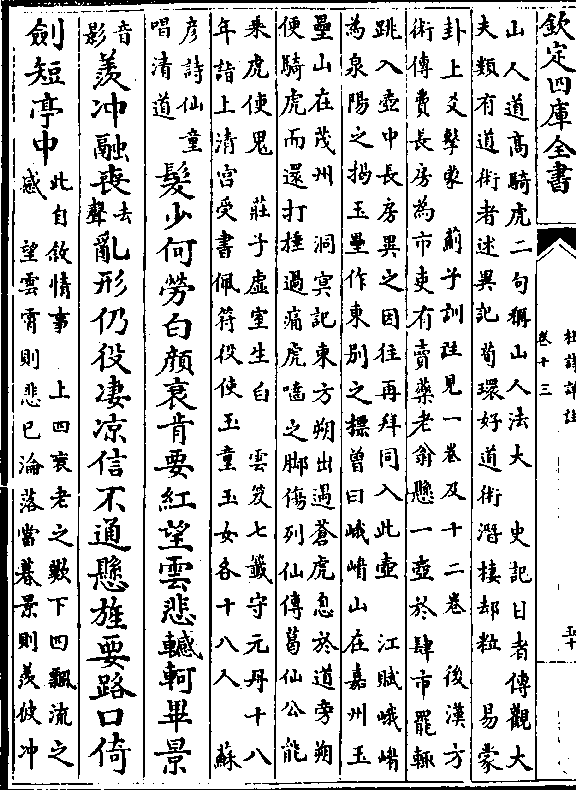 欽定四庫全書
杜詩詳註
卷十三
五十
山人道高騎虎二句稱山人法大 史記日者傳觀大
夫類有道術者述異記荀環好道術潛棲却粒 易蒙
卦上爻擊蒙 薊子訓註見一卷及十二卷 後漢方
術傳費長房為市吏有賣藥老翁懸一壺於肆市罷輒
跳入壺中長房異之因往再拜同入此壺 江賦峨嵋
為泉陽之揭玉壘作東別之標曾曰峨嵋山在嘉州玉
壘山在茂州 洞冥記東方朔出過蒼虎息於道旁朔
便騎虎而還打捶過痛虎嚙之脚傷列仙傳葛仙公能
乗虎使鬼 莊子虛室生白 雲笈七籤守元丹十八
年詣上清宮受書佩符役使玉童玉女各十八人 蘇
彦詩仙童
唱清道
髮少何勞白顔衰肯要紅望雲悲轗軻畢景
音
影
羨冲融喪去聲亂形仍役凄凉信不通懸旌要路口倚
劍短亭中
此自敘情事 上四衰老之歎下四飄流之
感 望雲霄則悲已淪落當暮景則羨彼冲